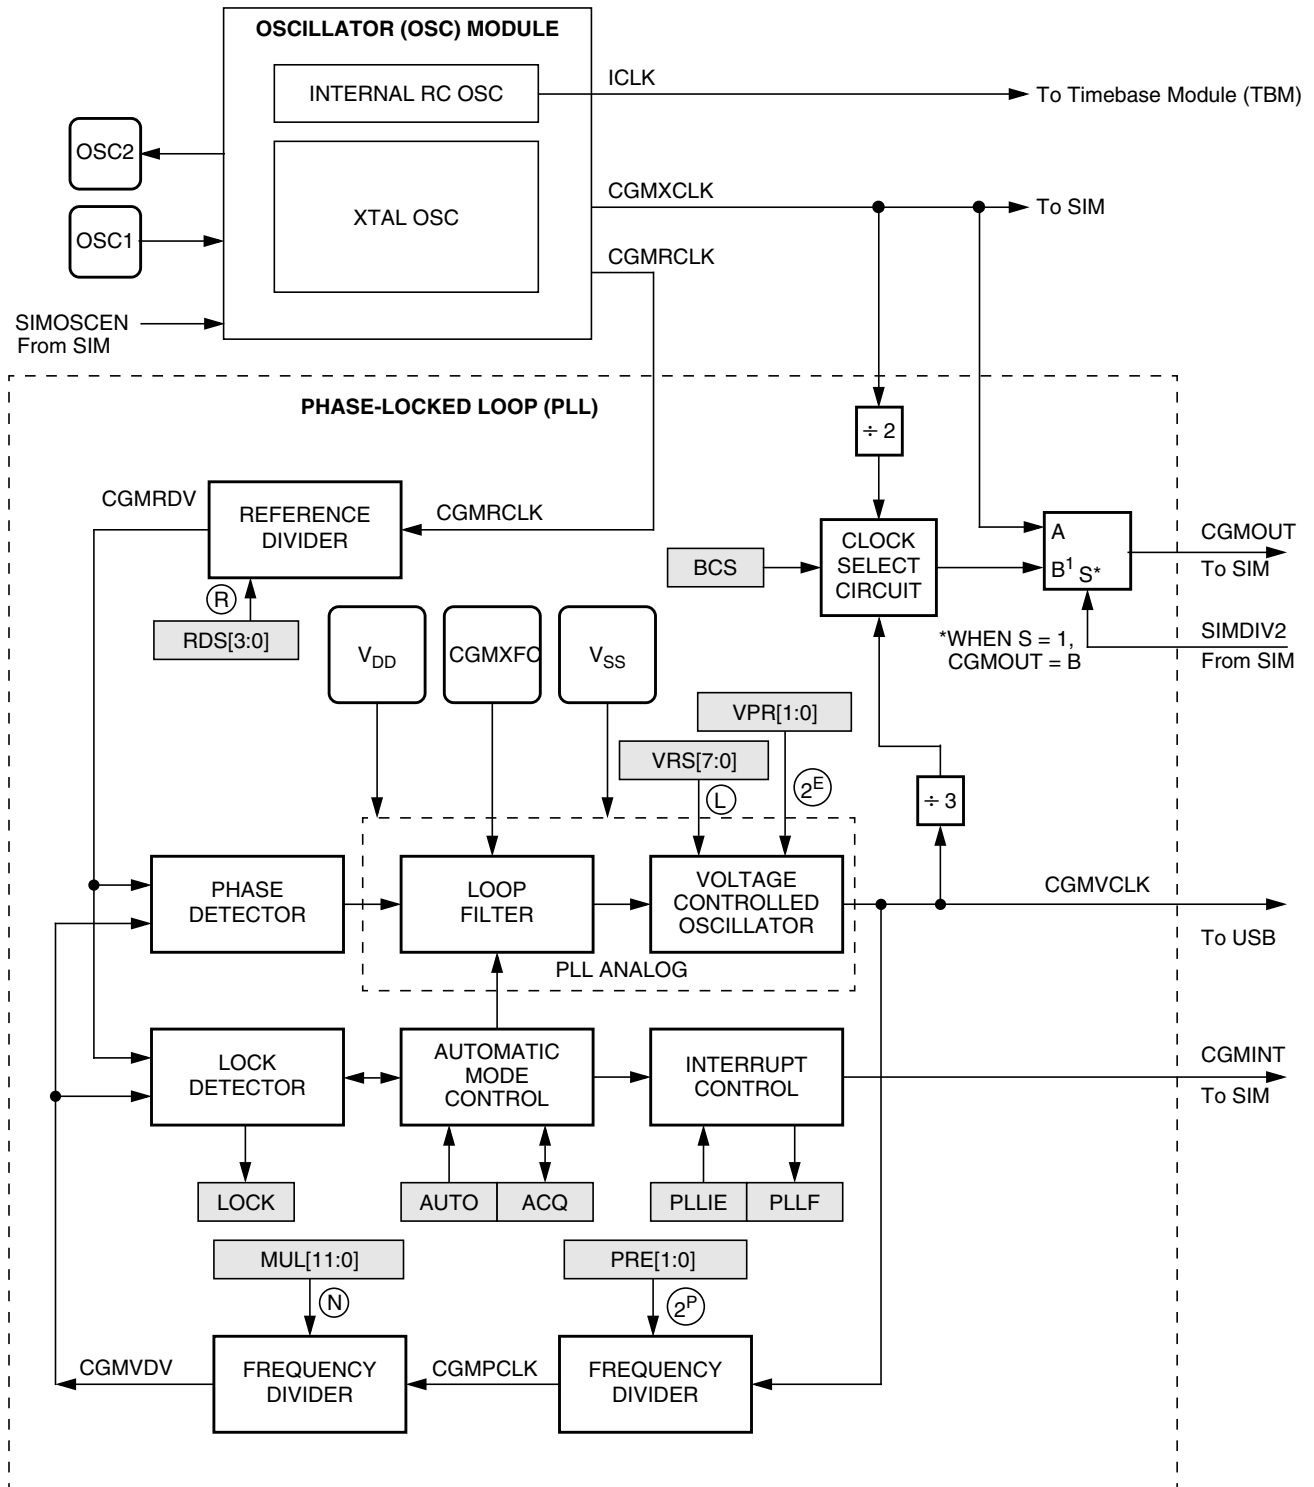 OSCILLATOR (OSC) MODULE
INTERNAL RC OSC
ICLK
To Timebase Module (TBM)
OSC2
XTAL OSC
CGMXCLK
To SIM
OSC1
CGMRCLK
SIMOSCEN
From SIM
PHASE-LOCKED LOOP (PLL)
÷ 2
CGMRDV
REFERENCE
DIVIDER
CGMRCLK
BCS
CLOCK
SELECT
CIRCUIT
A
B1 S*
CGMOUT
To SIM
R
RDS[3:0]
VDD
CGMXFC
VSS
*WHEN S = 1,
CGMOUT = B
SIMDIV2
From SIM
VPR[1:0]
VRS[7:0]
L
2E
÷ 3
PHASE
DETECTOR
LOOP
FILTER
VOLTAGE
CONTROLLED
OSCILLATOR
CGMVCLK
To USB
PLL ANALOG
LOCK
DETECTOR
AUTOMATIC
MODE
CONTROL
INTERRUPT
CONTROL
CGMINT
To SIM
LOCK
AUTO
ACQ
PLLIE
PLLF
MUL[11:0]
PRE[1:0]
N
2P
CGMVDV
FREQUENCY
DIVIDER
CGMPCLK
FREQUENCY
DIVIDER